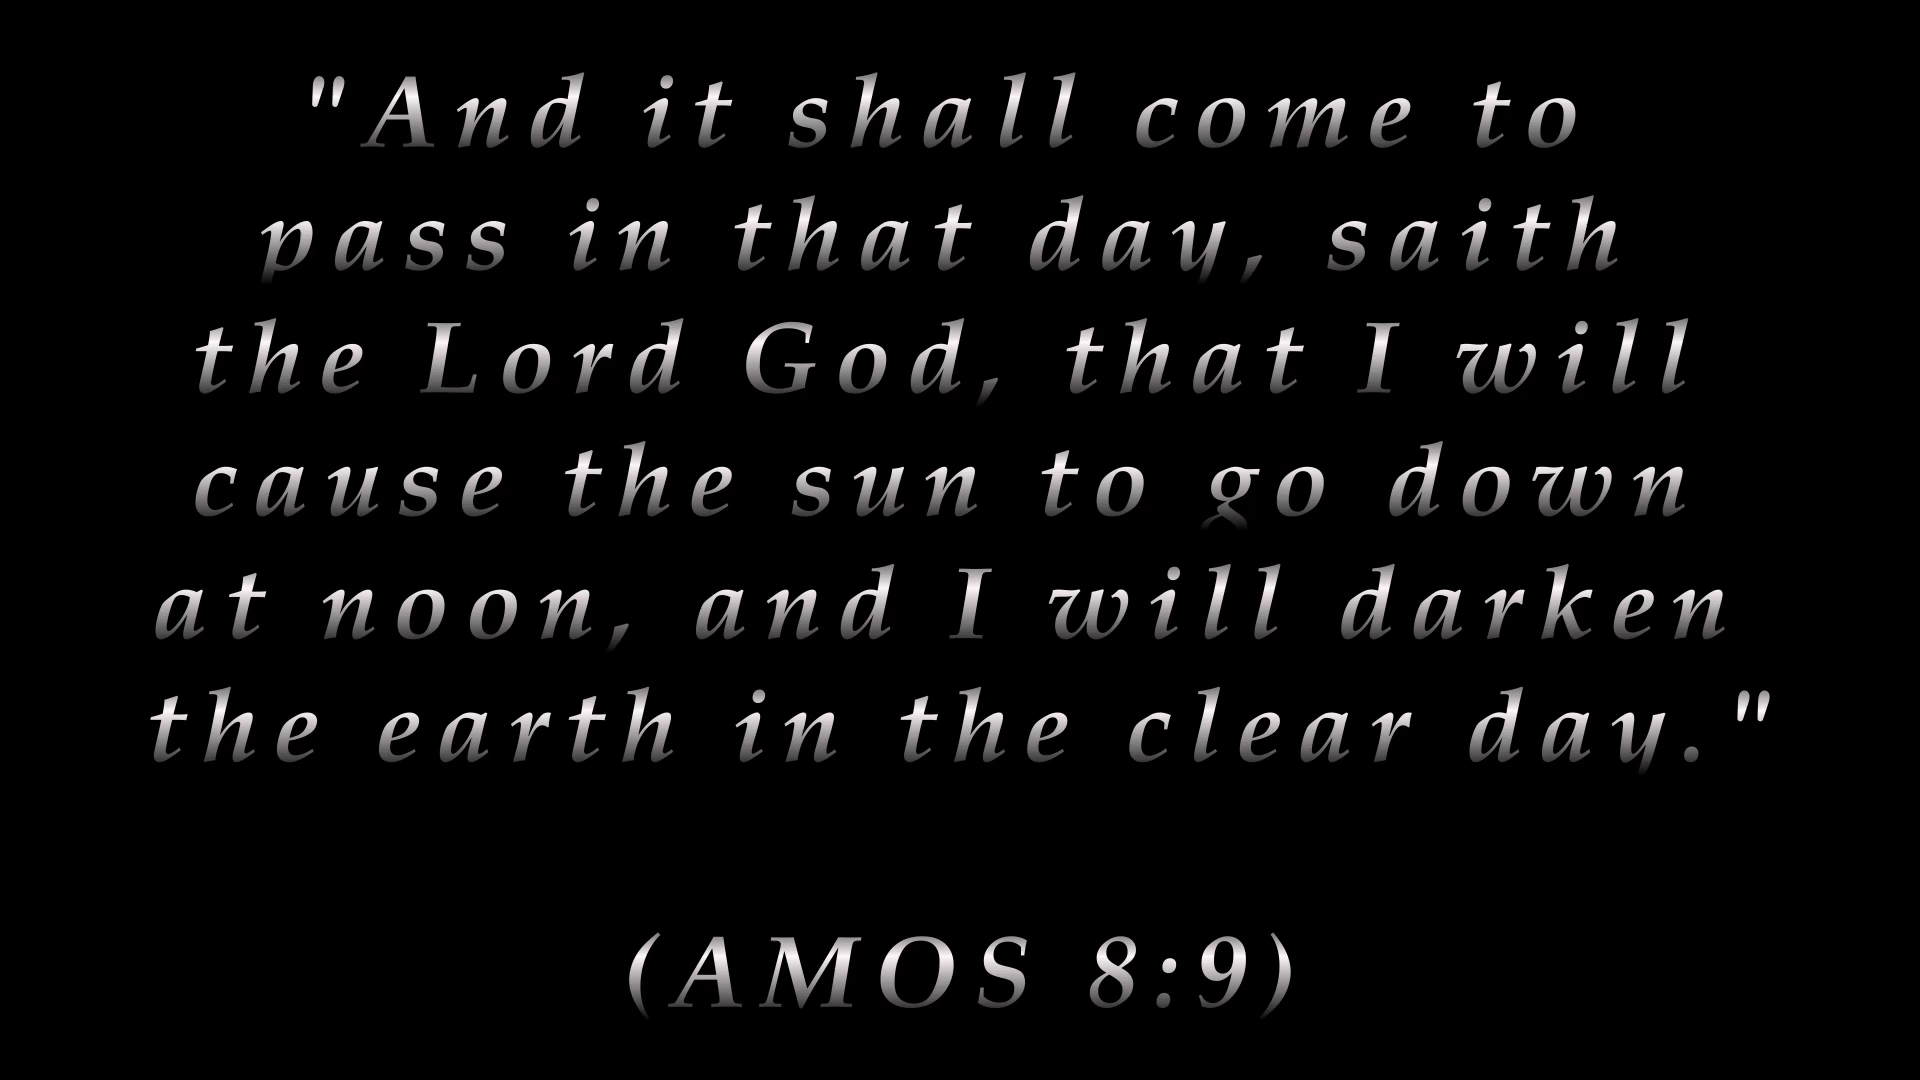 "And it shall come to
pass in that day, saith
the Lord God, that I will
cause the sun to go down
at noon, and I will darken
the earth in the clear day."
(AMOS 8:9)